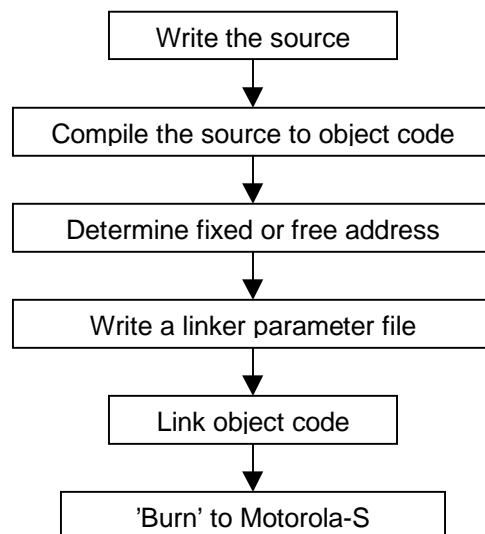 Write the source
Compile the source to object code
Determine fixed or free address
Write a linker parameter file
Link object code
’Burn’ to Motorola-S